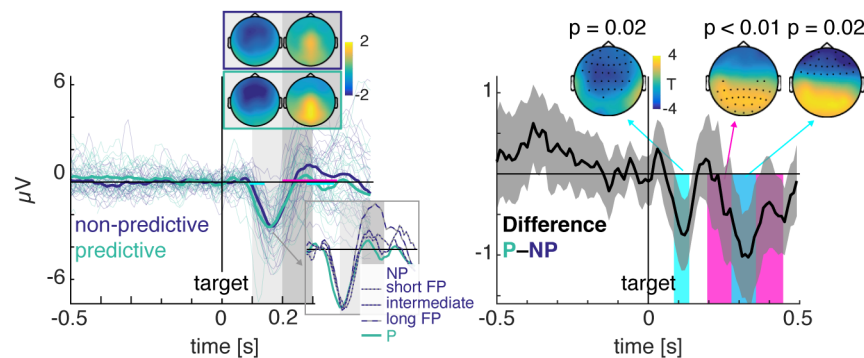 p = 0.02
p < 0.01
p = 0.02
2
-2
4
T
-4
6
0
-6
µV
non-predictive
predictive
target
NP
short FP
intermediate
long FP
P
-0.5
0
0.2
0.5
time [s]
1
0
-1
Difference
P–NP
target
-0.5
0
0.5
time [s]